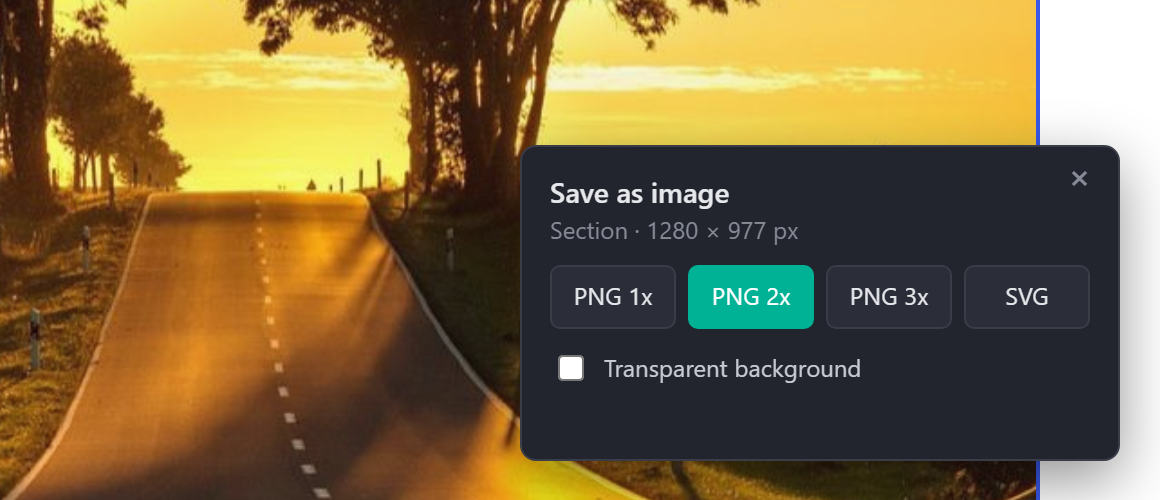 Save as image
Section · 1280 × 977 px
PNG 1x
PNG 2x
PNG 3x
SVG
Transparent background